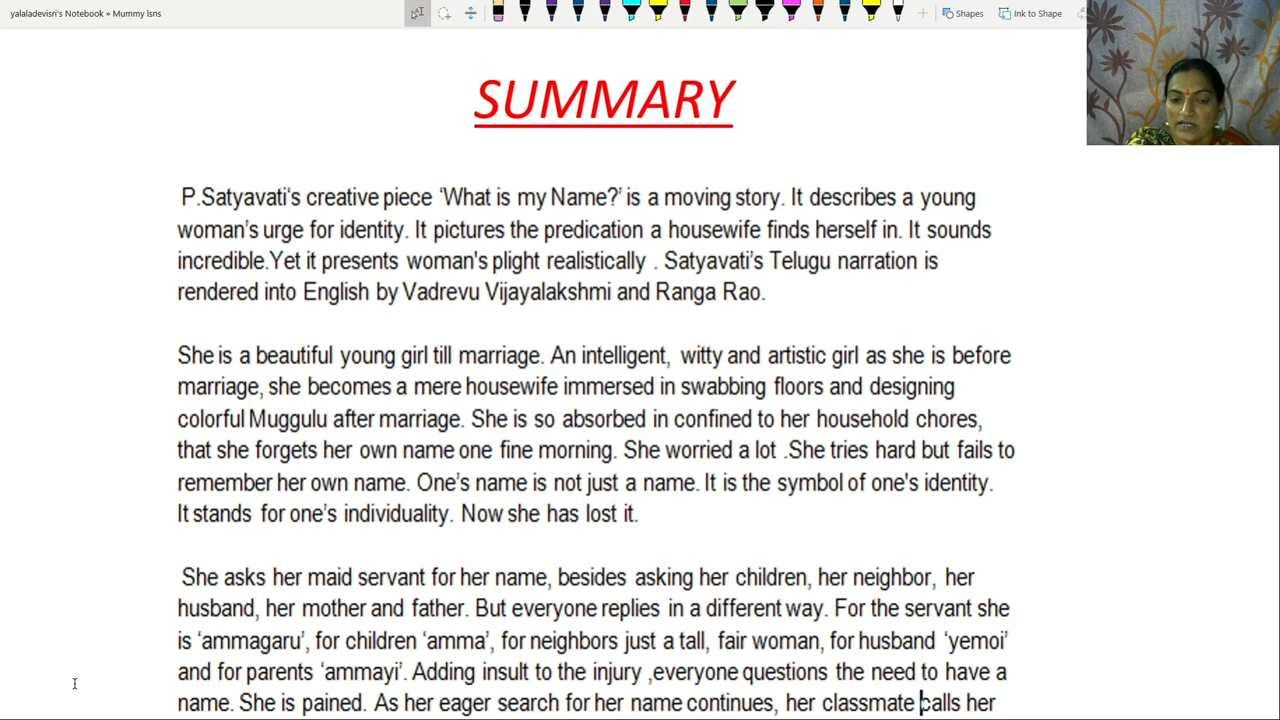 yalaladevisri's Notebook » Mummy lsns
Shapes
Ink to Shape
SUMMARY
P.Satyavati's creative piece 'What is my Name?' is a moving story. It describes a young
woman's urge for identity. It pictures the predication a housewife finds herself in. It sounds
incredible.Yet it presents woman's plight realistically . Satyavati's Telugu narration is
rendered into English by Vadrevu Vijayalakshmi and Ranga Rao.
She is a beautiful young girl till marriage. An intelligent, witty and artistic girl as she is before
marriage, she becomes a mere housewife immersed in swabbing floors and designing
colorful Muggulu after marriage. She is so absorbed in confined to her household chores,
that she forgets her own name one fine morning. She worried a lot .She tries hard but fails to
remember her own name. One's name is not just a name. It is the symbol of one's identity.
It stands for one's individuality. Now she has lost it.
She asks her maid servant for her name, besides asking her children, her neighbor, her
husband, her mother and father. But everyone replies in a different way. For the servant she
is 'ammagaru', for children 'amma', for neighbors just a tall, fair woman, for husband 'yemoi'
and for parents 'ammayi'. Adding insult to the injury ,everyone questions the need to have a
name. She is pained. As her eager search for her name continues, her classmate calls her